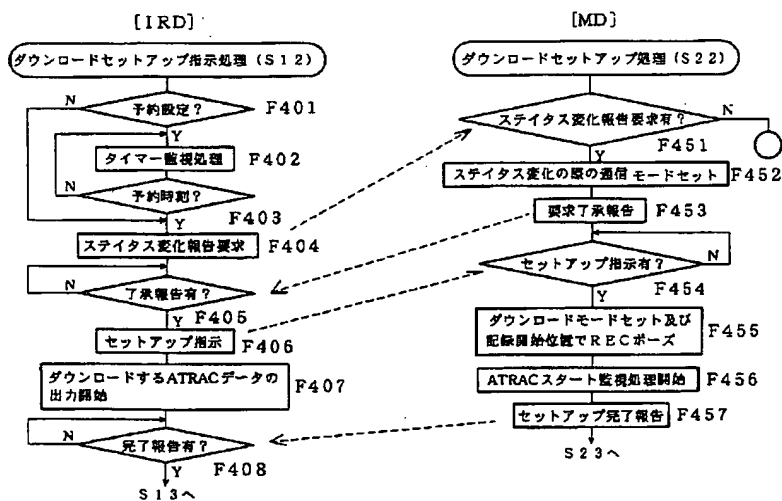 [IRD]
ダウンロードセットアップ指示処理(S12)
N
予約設定?
F401
Y
タイマー監視処理
F402
N
予約時刻?
F403
Y
ステイタス変化報告要求
F404
N
了承報告有?
F405
Y
セットアップ指示
F406
ダウンロードするATRACデータの
出力開始
F407
N
完了報告有?
F408
Y
S13へ
[MD]
ダウンロードセットアップ処理(S22)
ステイタス変化報告要求有?
N
F451
Y
ステイタス変化の際の通信モードセット
F452
要求了承報告
F453
セットアップ指示有?
N
F454
Y
ダウンロードモードセット及び
記録開始位置でRECポーズ
F455
ATRACスタート監視処理開始
F456
セットアップ完了報告
F457
S23へ